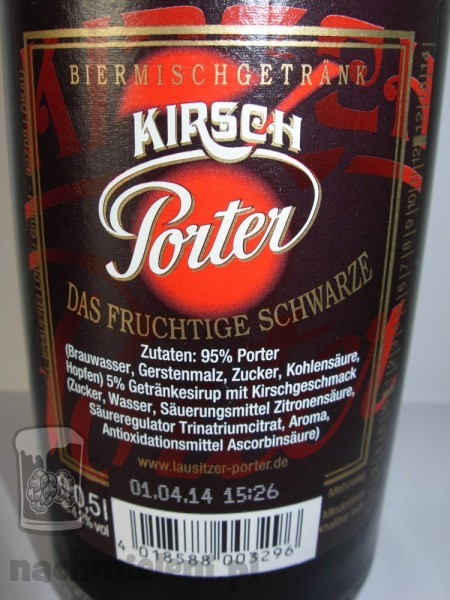 BIERMISCHGETRÄNK
KIRSCH
Porter
DAS FRUCHTIGE SCHWARZE
Zutaten: 95% Porter
(Brauwasser, Gerstenmalz, Zucker, Kohlensäure,
Hopfen) 5% Getränkesirup mit Kirschgeschmack
(Zucker, Wasser, Säuerungsmittel Zitronensäure,
Säureregulator Trinatriumcitrat, Aroma,
Antioxidationsmittel Ascorbinsäure)
www.lausitzer-porter.de
01.04.14 15:26
0,5l
% vol
4 018588 003296
Mehrweg